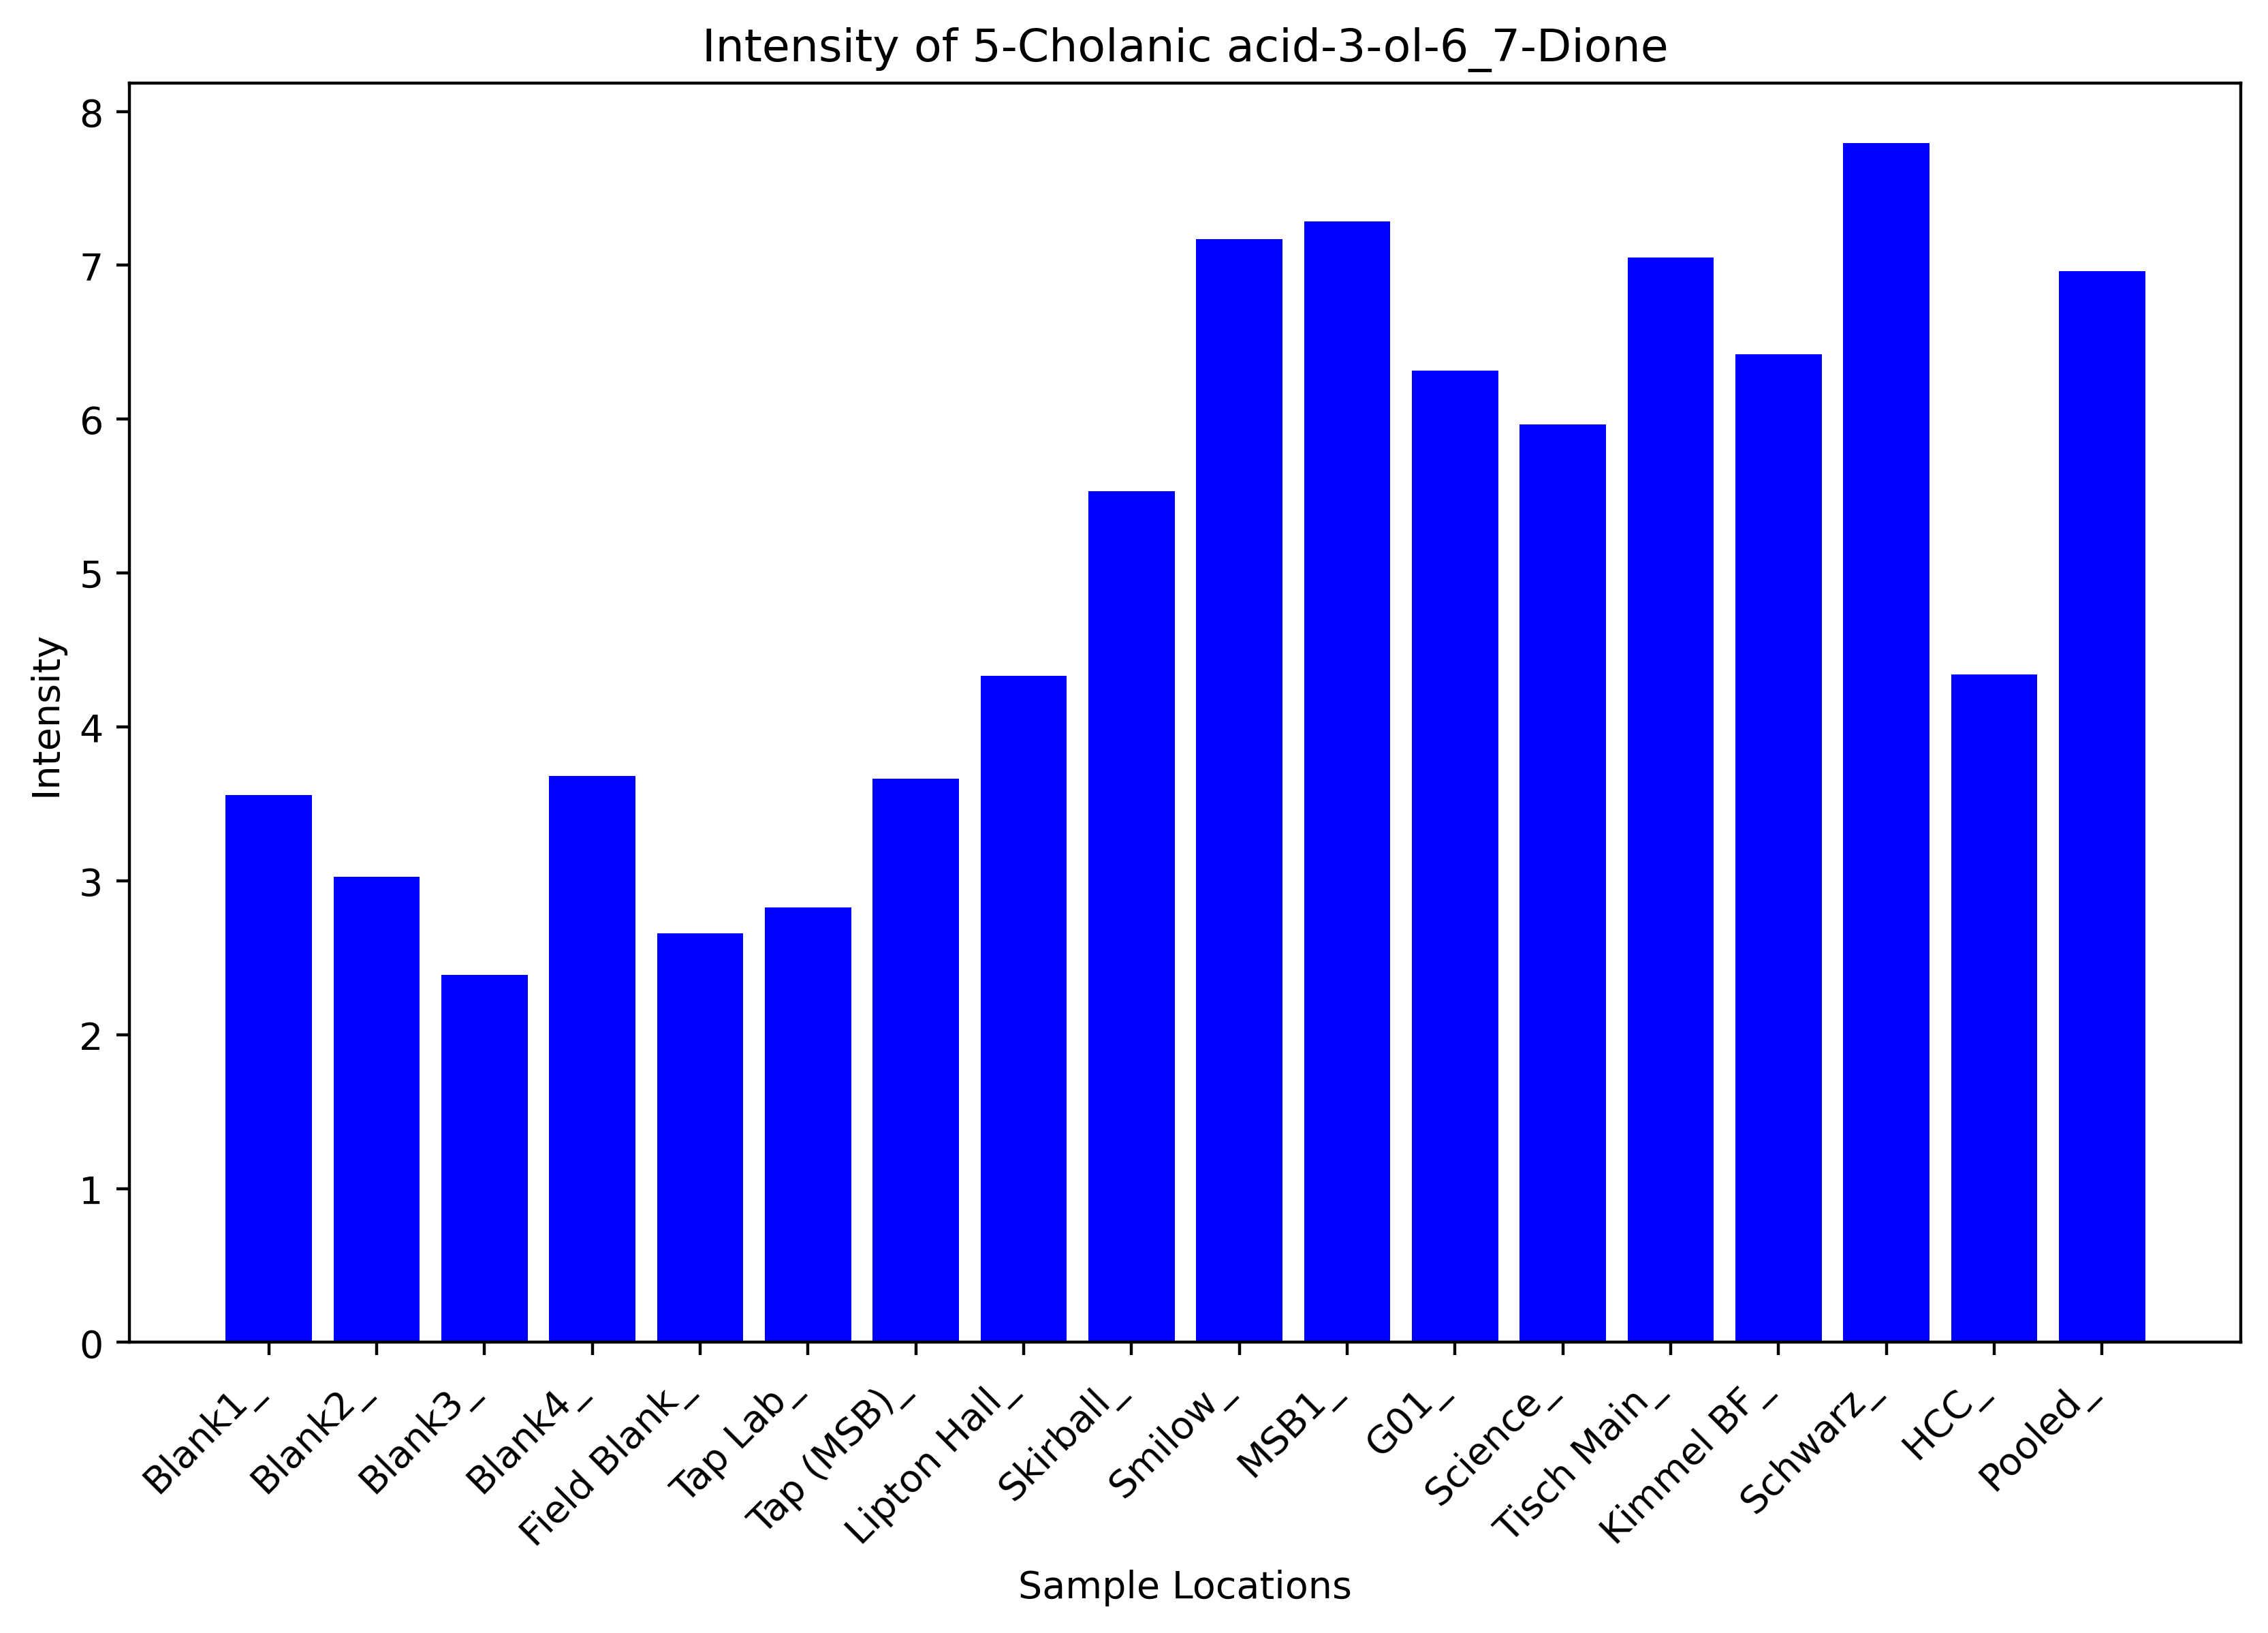 Intensity of 5-Cholanic acid-3-ol-6_7-Dione
8
7
6
5
4
3
2
1
0
Intensity
Blank1_
Blank2_
Blank3_
Blank4_
Field Blank_
Tap Lab_
Tap (MSB)_
Lipton Hall_
Skirball_
Smilow_
MSB1_
G01_
Science_
Tisch Main_
Kimmel BF_
Schwarz_
HCC_
Pooled_
Sample Locations